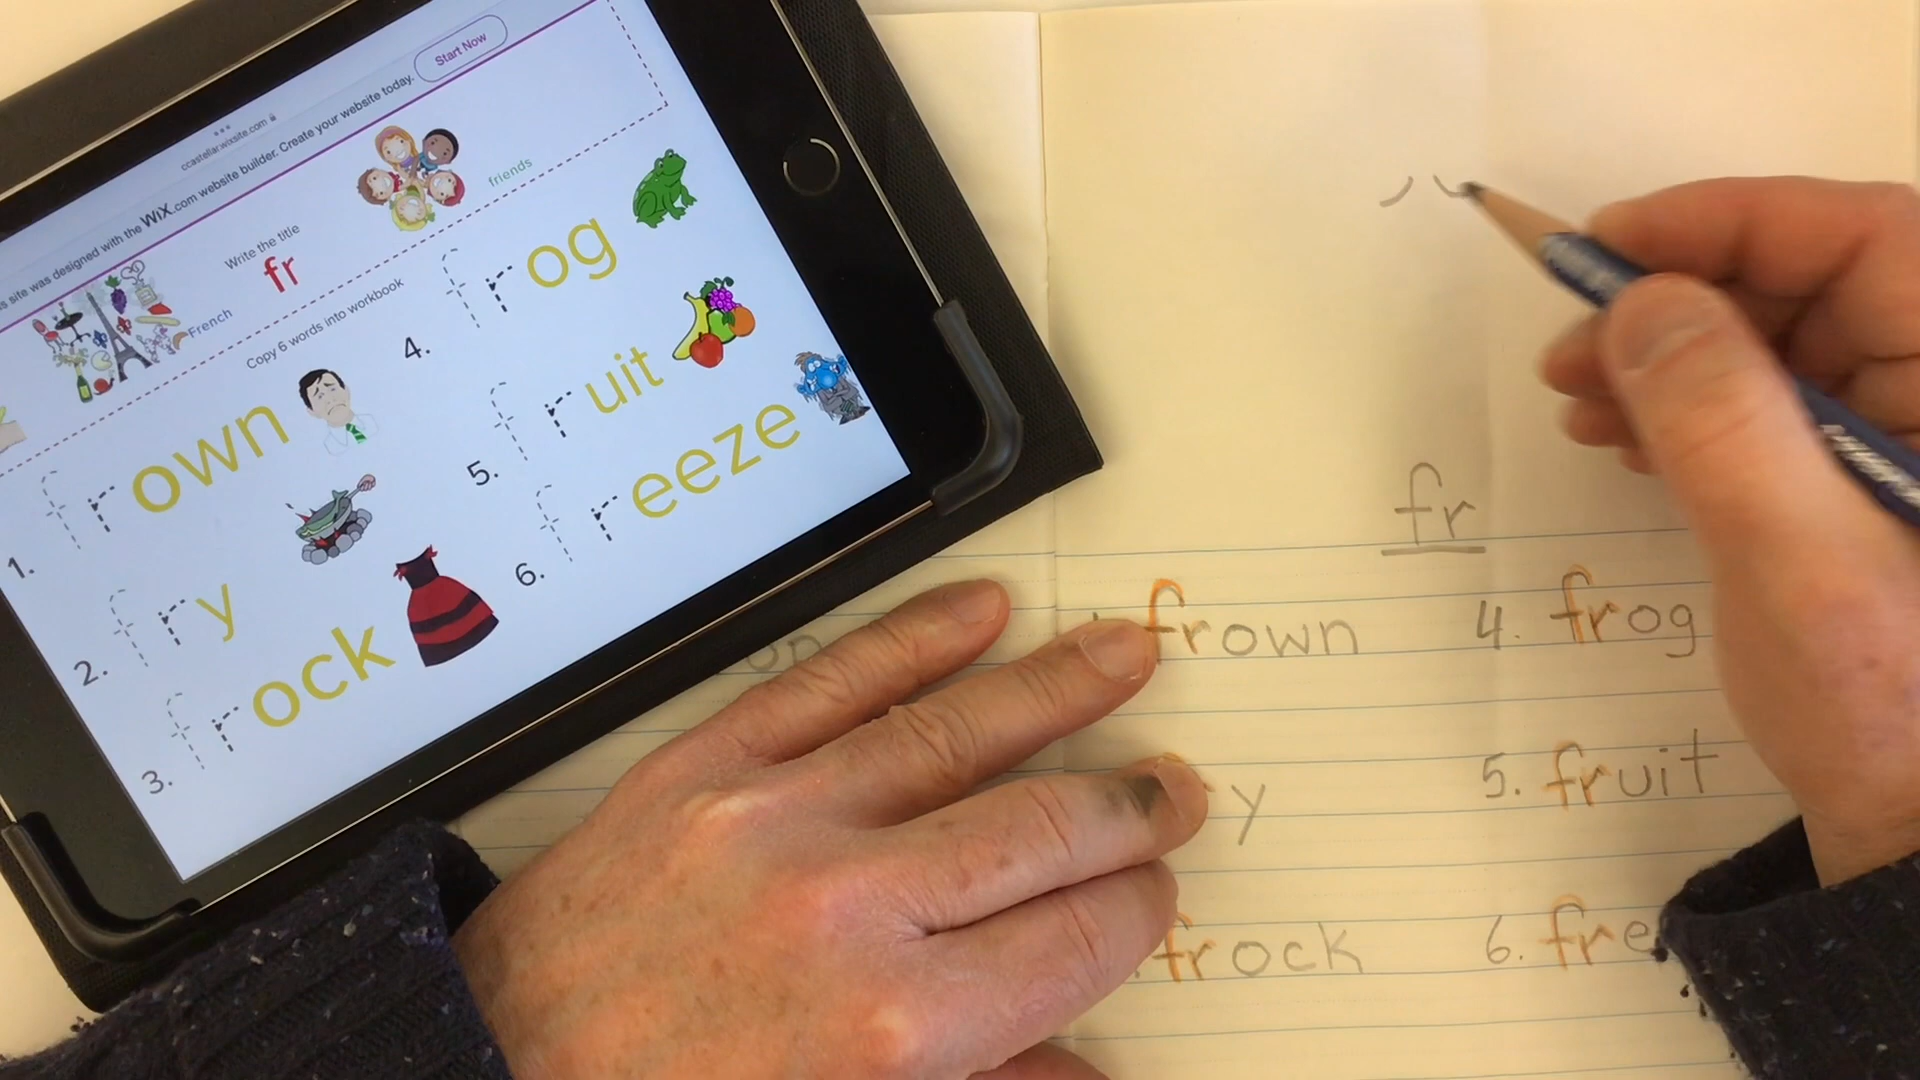 ccastellar.wixsite.com
s site was designed with the WiX.com website builder. Create your website today. Start Now
Write the title
fr
French
friends
Copy 6 words into workbook
1. frown
2. fry
3. frock
4. frog
5. fruit
6. freeze
fr
frown
y
frock
4. frog
5. fruit
6. fre
on